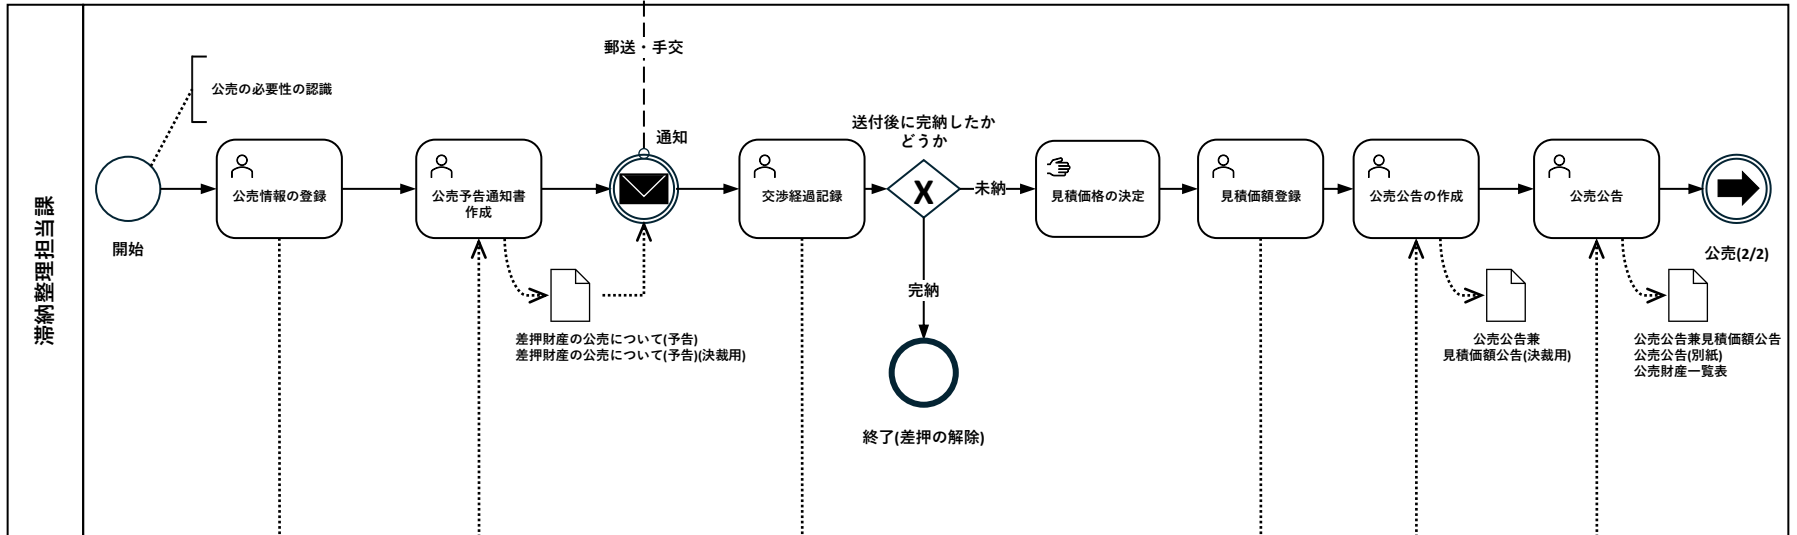 滞納整理担当課
郵送・手交
公売の必要性の認識
通知
送付後に完納したか
どうか
開始
公売情報の登録
公売予告通知書
作成
交渉経過記録
X
未納
見積価格の決定
見積価額登録
公売公告の作成
公売公告
公売(2/2)
完納
差押財産の公売について(予告)
差押財産の公売について(予告)(決裁用)
公売公告兼
見積価額公告(決裁用)
公売公告兼見積価額公告
公売公告(別紙)
公売財産一覧表
終了(差押の解除)